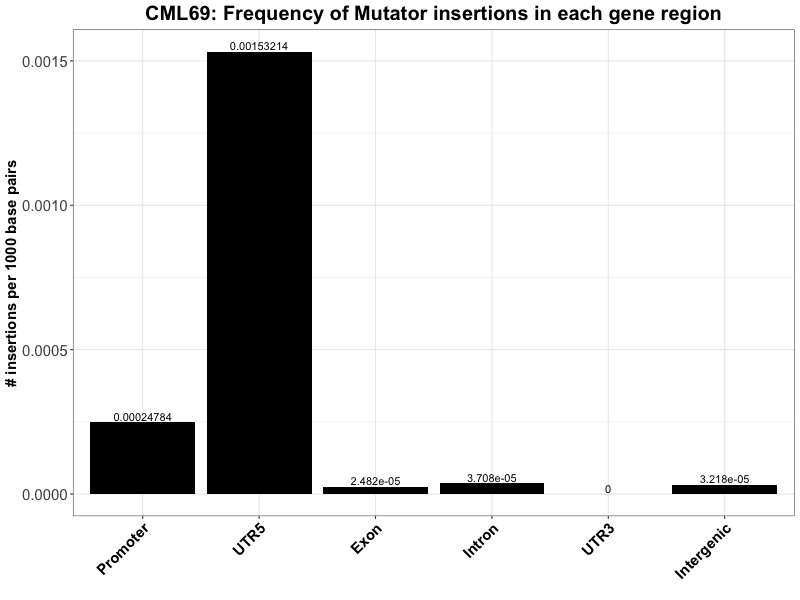 CML69: Frequency of Mutator insertions in each gene region
# insertions per 1000 base pairs
0.0015
0.0010
0.0005
0.0000
0.00024784
0.00153214
2.482e-05
3.708e-05
0
3.218e-05
Promoter
UTR5
Exon
Intron
UTR3
Intergenic